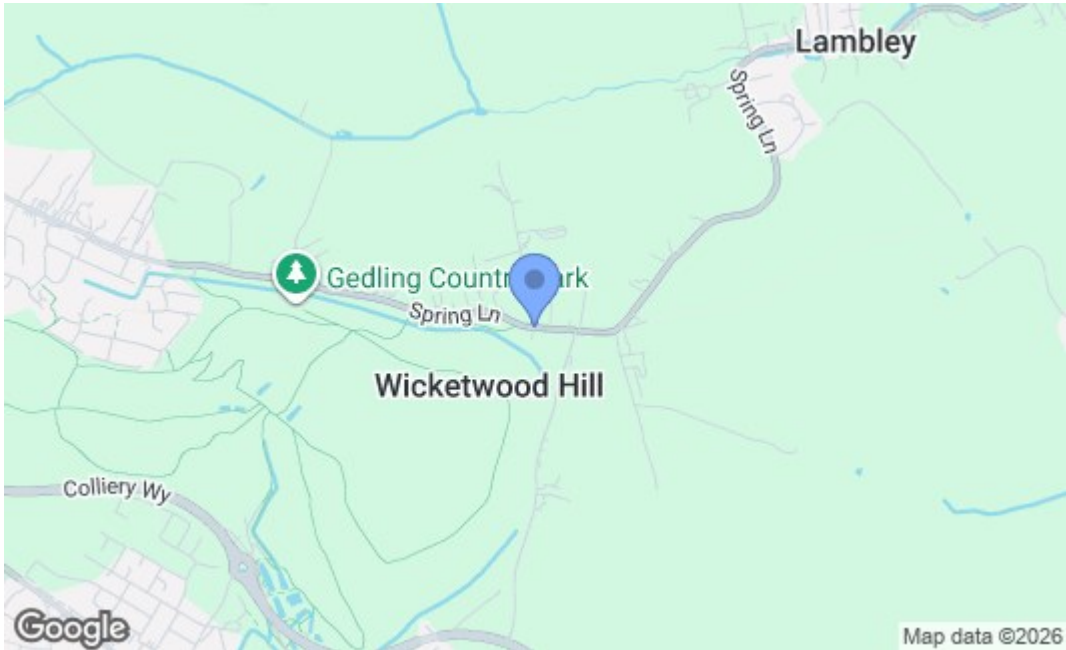 Lambley
Spring Ln
Gedling Country Park
Spring Ln
Wicketwood Hill
Colliery Wy
Google
Map data ©2026